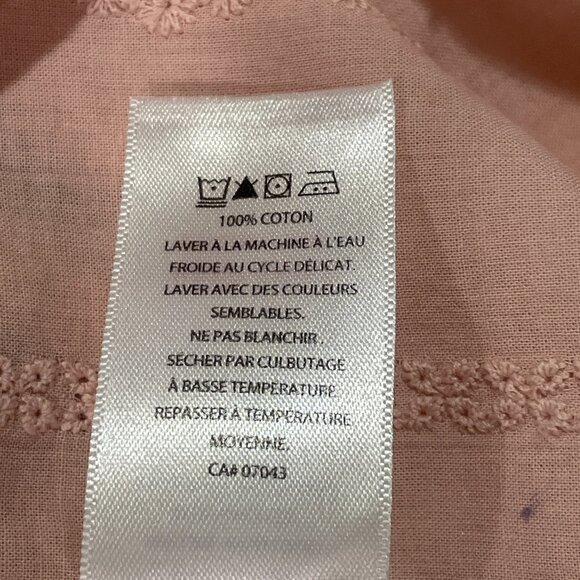 100% COTON
LAVER À LA MACHINE À L'EAU
FROIDE AU CYCLE DÉLICAT.
LAVER AVEC DES COULEURS
SEMBLABLES.
NE PAS BLANCHIR .
SECHER PAR CULBUTAGE
À BASSE TEMPÉRATURE.
REPASSER À TEMPÉRATURE
MOYENNE.
CA# 07043